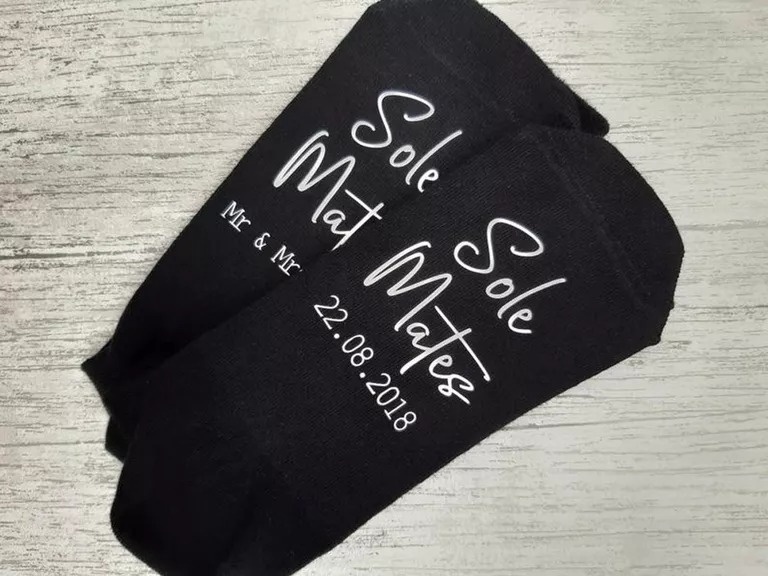 Sole
Mat
Mr & Mr
Sole
Mates
22.08.2018